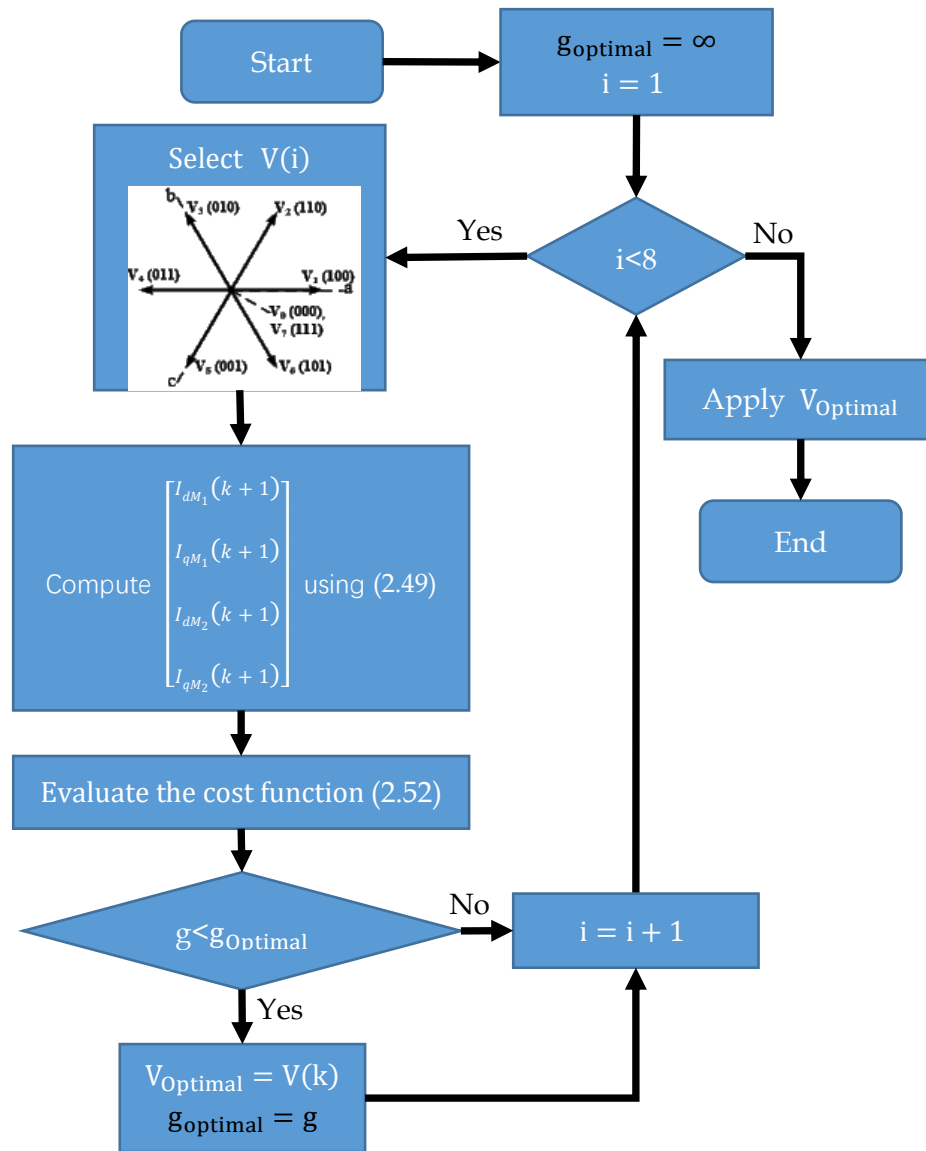 Start
g_optimal = ∞
i = 1
Select V(i)
b
V₃ (010)
V₂ (110)
V₄ (011)
V₁ (100)
a
V₀ (000),
V₇ (111)
V₅ (001)
V₆ (101)
c
Yes
i<8
No
Apply V_Optimal
End
Compute
I_dM₁(k + 1)
I_qM₁(k + 1)
I_dM₂(k + 1)
I_qM₂(k + 1)
using (2.49)
Evaluate the cost function (2.52)
g<g_Optimal
No
i = i + 1
Yes
V_Optimal = V(k)
g_optimal = g